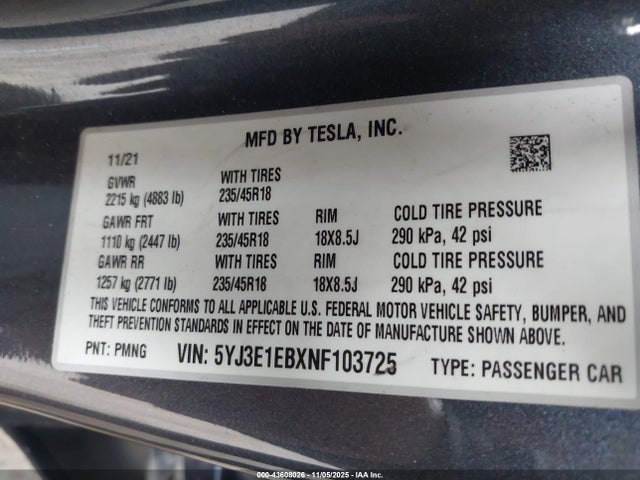 MFD BY TESLA, INC.
11/21
GVWR WITH TIRES
2215 kg (4883 lb) 235/45R18
GAWR FRT WITH TIRES RIM COLD TIRE PRESSURE
1110 kg (2447 lb) 235/45R18 18X8.5J 290 kPa, 42 psi
GAWR RR WITH TIRES RIM COLD TIRE PRESSURE
1257 kg (2771 lb) 235/45R18 18X8.5J 290 kPa, 42 psi
THIS VEHICLE CONFORMS TO ALL APPLICABLE U.S. FEDERAL MOTOR VEHICLE SAFETY, BUMPER, AND
THEFT PREVENTION STANDARDS IN EFFECT ON THE DATE OF MANUFACTURE SHOWN ABOVE.
PNT: PMNG VIN: 5YJ3E1EBXNF103725 TYPE: PASSENGER CAR
000-43608026 - 11/05/2025 - IAA Inc.